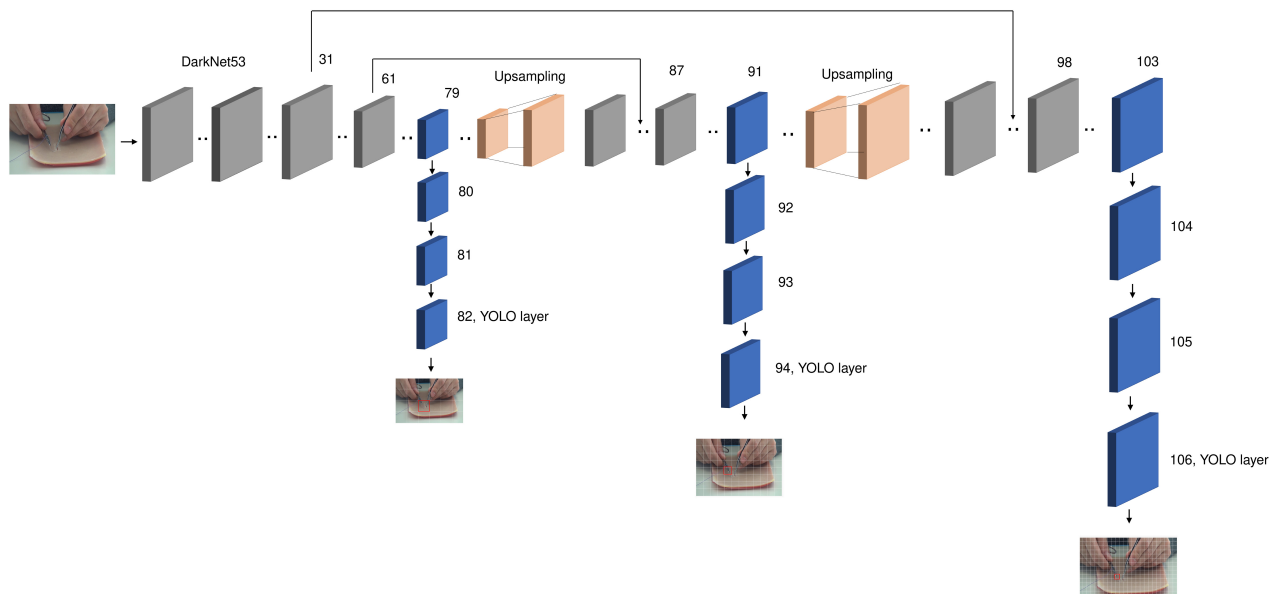 DarkNet53
31
61
79
Upsampling
87
91
Upsampling
98
103
80
81
82, YOLO layer
92
93
94, YOLO layer
104
105
106, YOLO layer